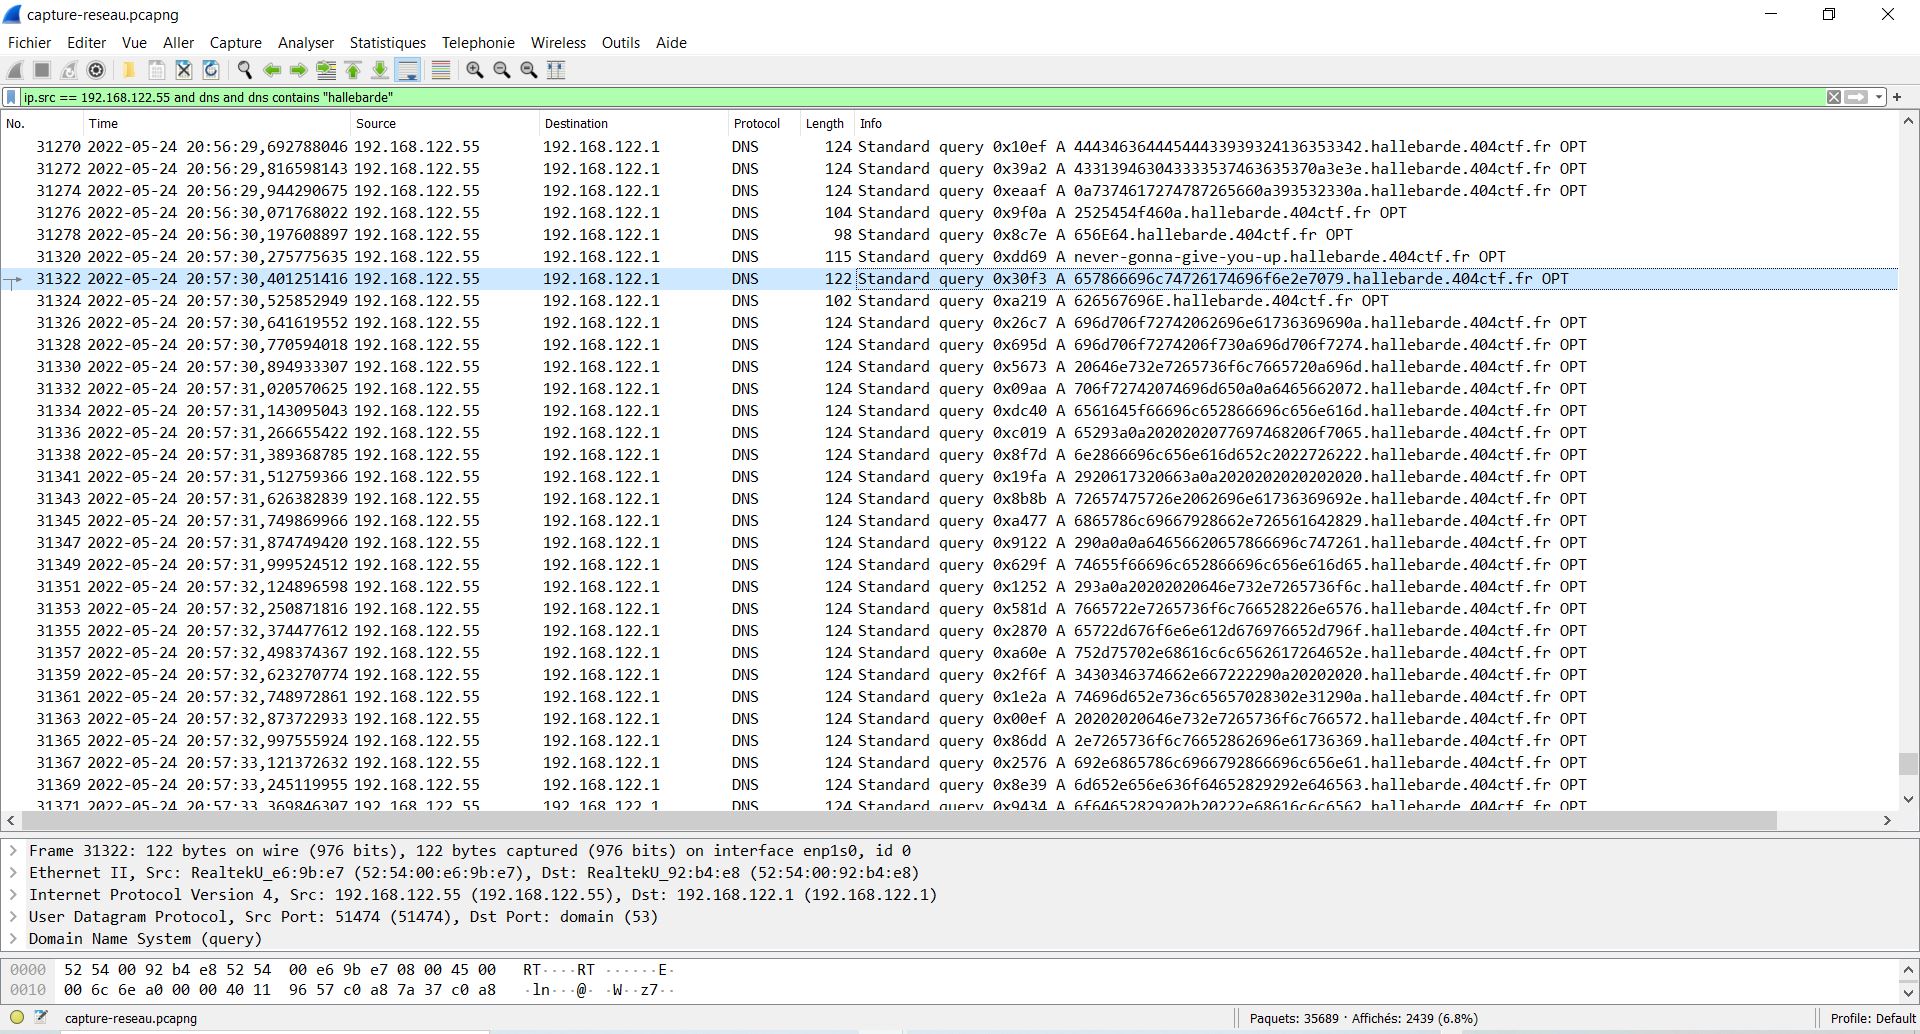 capture-reseau.pcapng
Fichier Editer Vue Aller Capture Analyser Statistiques Telephonie Wireless Outils Aide
ip.src == 192.168.122.55 and dns and dns contains "hallebarde"
No. Time Source Destination Protocol Length Info
31270 2022-05-24 20:56:29,692788046 192.168.122.55 192.168.122.1 DNS 124 Standard query 0x10ef A 444346364445444339393241363533342.hallebarde.404ctf.fr OPT
31272 2022-05-24 20:56:29,816598143 192.168.122.55 192.168.122.1 DNS 124 Standard query 0x39a2 A 43313946304333353746363535370a3e3e.hallebarde.404ctf.fr OPT
31274 2022-05-24 20:56:29,944290675 192.168.122.55 192.168.122.1 DNS 124 Standard query 0xeaaf A 0a7374617274787265660a393532330a.hallebarde.404ctf.fr OPT
31276 2022-05-24 20:56:30,071768022 192.168.122.55 192.168.122.1 DNS 104 Standard query 0x9f0a A 2525454f460a.hallebarde.404ctf.fr OPT
31278 2022-05-24 20:56:30,197608897 192.168.122.55 192.168.122.1 DNS 98 Standard query 0x8c7e A 656E64.hallebarde.404ctf.fr OPT
31320 2022-05-24 20:57:30,275775635 192.168.122.55 192.168.122.1 DNS 115 Standard query 0xdd69 A never-gonna-give-you-up.hallebarde.404ctf.fr OPT
31322 2022-05-24 20:57:30,401251416 192.168.122.55 192.168.122.1 DNS 122 Standard query 0x30f3 A 657866696c74726174696f6e2e7079.hallebarde.404ctf.fr OPT
31324 2022-05-24 20:57:30,525852949 192.168.122.55 192.168.122.1 DNS 102 Standard query 0xa219 A 626567696E.hallebarde.404ctf.fr OPT
31326 2022-05-24 20:57:30,641619552 192.168.122.55 192.168.122.1 DNS 124 Standard query 0x26c7 A 696d706f72742062696e61736369690a.hallebarde.404ctf.fr OPT
31328 2022-05-24 20:57:30,770594018 192.168.122.55 192.168.122.1 DNS 124 Standard query 0x695d A 696d706f7274206f730a696d706f7274.hallebarde.404ctf.fr OPT
31330 2022-05-24 20:57:30,894933307 192.168.122.55 192.168.122.1 DNS 124 Standard query 0x5673 A 20646e732e7265736f6c7665720a696d.hallebarde.404ctf.fr OPT
31332 2022-05-24 20:57:31,020570625 192.168.122.55 192.168.122.1 DNS 124 Standard query 0x09aa A 706f72742074696d650a0a6465662072.hallebarde.404ctf.fr OPT
31334 2022-05-24 20:57:31,143095043 192.168.122.55 192.168.122.1 DNS 124 Standard query 0xdc40 A 6561645f66696c652866696c656e616d.hallebarde.404ctf.fr OPT
31336 2022-05-24 20:57:31,266655422 192.168.122.55 192.168.122.1 DNS 124 Standard query 0xc019 A 65293a0a2020202077697468206f7065.hallebarde.404ctf.fr OPT
31338 2022-05-24 20:57:31,389368785 192.168.122.55 192.168.122.1 DNS 124 Standard query 0x8f7d A 6e2866696c656e616d652c2022726222.hallebarde.404ctf.fr OPT
31341 2022-05-24 20:57:31,512759366 192.168.122.55 192.168.122.1 DNS 124 Standard query 0x19fa A 2920617320663a0a2020202020202020.hallebarde.404ctf.fr OPT
31343 2022-05-24 20:57:31,626382839 192.168.122.55 192.168.122.1 DNS 124 Standard query 0x8b8b A 72657475726e2062696e61736369692e.hallebarde.404ctf.fr OPT
31345 2022-05-24 20:57:31,749869966 192.168.122.55 192.168.122.1 DNS 124 Standard query 0xa477 A 6865786c69667928662e726561642829.hallebarde.404ctf.fr OPT
31347 2022-05-24 20:57:31,874749420 192.168.122.55 192.168.122.1 DNS 124 Standard query 0x9122 A 290a0a0a64656620657866696c747261.hallebarde.404ctf.fr OPT
31349 2022-05-24 20:57:31,999524512 192.168.122.55 192.168.122.1 DNS 124 Standard query 0x629f A 74655f66696c652866696c656e616d65.hallebarde.404ctf.fr OPT
31351 2022-05-24 20:57:32,124896598 192.168.122.55 192.168.122.1 DNS 124 Standard query 0x1252 A 293a0a20202020646e732e7265736f6c.hallebarde.404ctf.fr OPT
31353 2022-05-24 20:57:32,250871816 192.168.122.55 192.168.122.1 DNS 124 Standard query 0x581d A 7665722e7265736f6c766528226e6576.hallebarde.404ctf.fr OPT
31355 2022-05-24 20:57:32,374477612 192.168.122.55 192.168.122.1 DNS 124 Standard query 0x2870 A 65722d676f6e6e612d676976652d796f.hallebarde.404ctf.fr OPT
31357 2022-05-24 20:57:32,498374367 192.168.122.55 192.168.122.1 DNS 124 Standard query 0xa60e A 752d75702e68616c6c6562617264652e.hallebarde.404ctf.fr OPT
31359 2022-05-24 20:57:32,623270774 192.168.122.55 192.168.122.1 DNS 124 Standard query 0x2f6f A 3430346374662e667222290a20202020.hallebarde.404ctf.fr OPT
31361 2022-05-24 20:57:32,748972861 192.168.122.55 192.168.122.1 DNS 124 Standard query 0x1e2a A 74696d652e736c65657028302e31290a.hallebarde.404ctf.fr OPT
31363 2022-05-24 20:57:32,873722933 192.168.122.55 192.168.122.1 DNS 124 Standard query 0x00ef A 20202020646e732e7265736f6c766572.hallebarde.404ctf.fr OPT
31365 2022-05-24 20:57:32,997555924 192.168.122.55 192.168.122.1 DNS 124 Standard query 0x86dd A 2e7265736f6c76652862696e61736369.hallebarde.404ctf.fr OPT
31367 2022-05-24 20:57:33,121372632 192.168.122.55 192.168.122.1 DNS 124 Standard query 0x2576 A 692e6865786c6966792866696c656e61.hallebarde.404ctf.fr OPT
31369 2022-05-24 20:57:33,245119955 192.168.122.55 192.168.122.1 DNS 124 Standard query 0x8e39 A 6d652e656e636f64652829292e646563.hallebarde.404ctf.fr OPT
31371 2022-05-24 20:57:33,369846307 192.168.122.55 192.168.122.1 DNS 124 Standard query 0x9434 A 6f64652829202b20222e68616c6c6562.hallebarde.404ctf.fr OPT
Frame 31322: 122 bytes on wire (976 bits), 122 bytes captured (976 bits) on interface enp1s0, id 0
Ethernet II, Src: RealtekU_e6:9b:e7 (52:54:00:e6:9b:e7), Dst: RealtekU_92:b4:e8 (52:54:00:92:b4:e8)
Internet Protocol Version 4, Src: 192.168.122.55 (192.168.122.55), Dst: 192.168.122.1 (192.168.122.1)
User Datagram Protocol, Src Port: 51474 (51474), Dst Port: domain (53)
Domain Name System (query)
0000 52 54 00 92 b4 e8 52 54 00 e6 9b e7 08 00 45 00 RT····RT ······E·
0010 00 6c 6e a0 00 00 40 11 96 57 c0 a8 7a 37 c0 a8 ·ln···@· ·W··z7··
capture-reseau.pcapng Paquets: 35689 · Affichés: 2439 (6.8%) Profile: Default